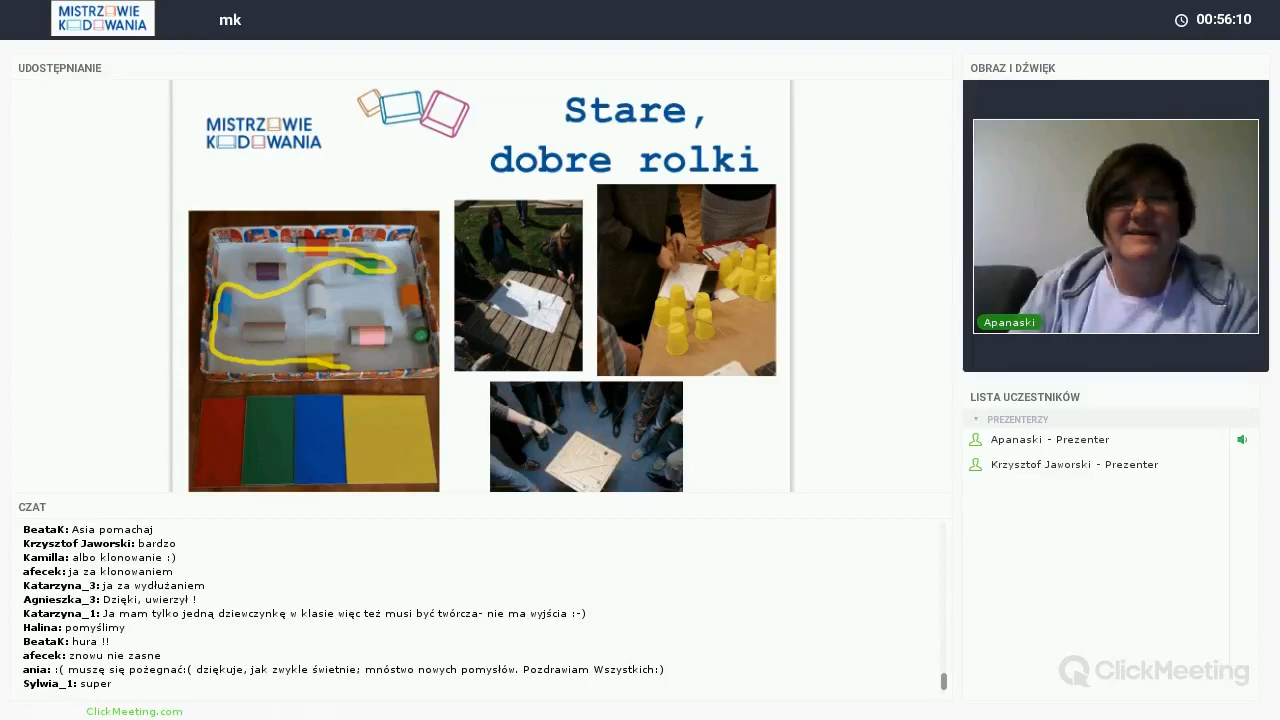 MISTRZOWIE
KODOWANIA
mk
00:56:10
UDOSTĘPNIANIE
MISTRZOWIE
KODOWANIA
Stare,
dobre rolki
OBRAZ I DŹWIĘK
Apanaski
LISTA UCZESTNIKÓW
PREZENTERZY
Apanaski - Prezenter
Krzysztof Jaworski - Prezenter
CZAT
BeataK: Asia pomachaj
Krzysztof Jaworski: bardzo
Kamilla: albo klonowanie :)
afecek: ja za klonowaniem
Katarzyna_3: ja za wydłużaniem
Agnieszka_3: Dzięki, uwierzył !
Katarzyna_1: Ja mam tylko jedną dziewczynkę w klasie więc też musi być twórcza- nie ma wyjścia :-)
Halina: pomyślimy
BeataK: hura !!
afecek: znowu nie zasne
ania: :( muszę się pożegnać:( dziękuje, jak zwykle świetnie; mnóstwo nowych pomysłów. Pozdrawiam Wszystkich:)
Sylwia_1: super
ClickMeeting
ClickMeeting.com